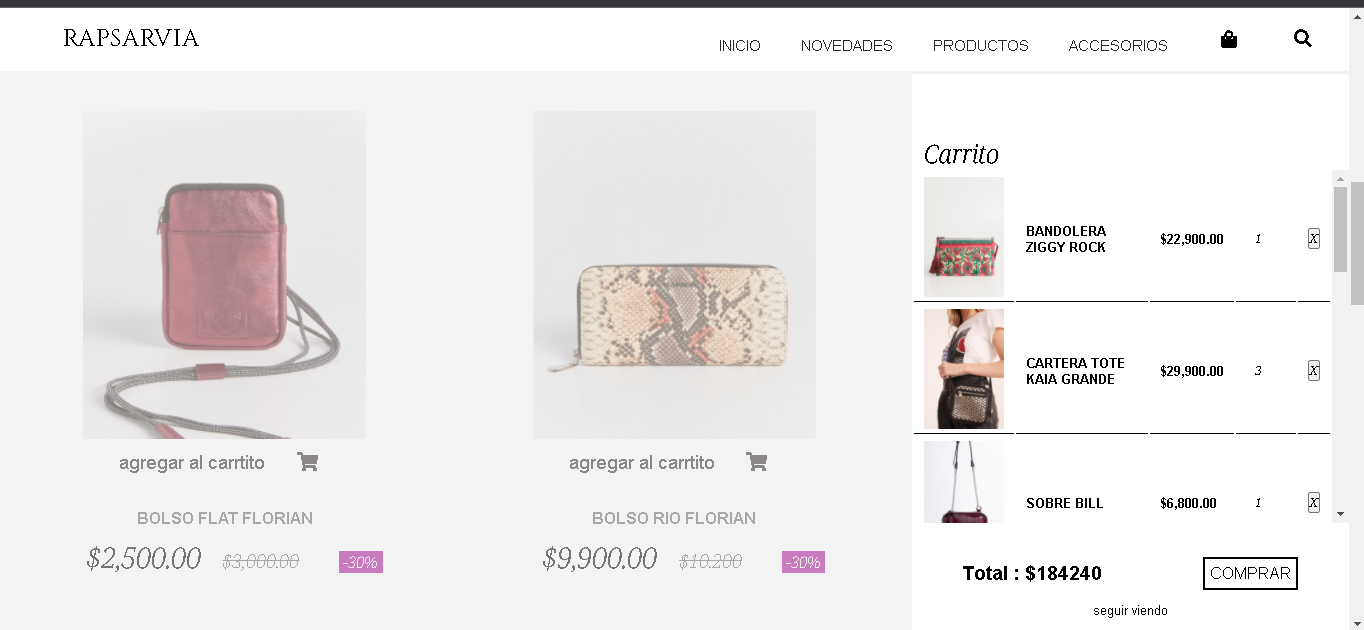 RAPSARVIA
INICIO NOVEDADES PRODUCTOS ACCESORIOS
agregar al carrtito
agregar al carrtito
BOLSO FLAT FLORIAN
BOLSO RIO FLORIAN
$2,500.00 $3,000.00 -30%
$9,900.00 $10.200 -30%
Carrito
BANDOLERA
ZIGGY ROCK
$22,900.00 1 X
CARTERA TOTE
KAIA GRANDE
$29,900.00 3 X
SOBRE BILL $6,800.00 1 X
Total : $184240 COMPRAR
seguir viendo